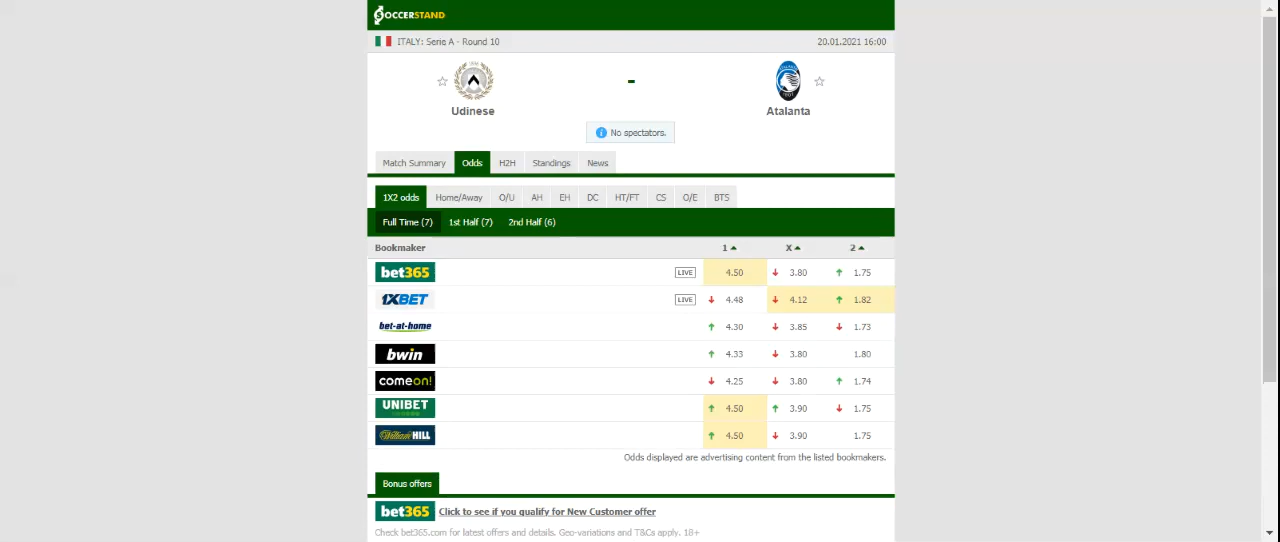 SOCCERSTAND
ITALY: Serie A - Round 10 20.01.2021 16:00
-
Udinese Atalanta
No spectators.
Match Summary Odds H2H Standings News
1X2 odds Home/Away O/U AH EH DC HT/FT CS O/E BTS
Full Time (7) 1st Half (7) 2nd Half (6)
Bookmaker 1 X 2
bet365 LIVE 4.50 3.80 1.75
1XBET LIVE 4.48 4.12 1.82
bet-at-home 4.30 3.85 1.73
bwin 4.33 3.80 1.80
comeon! 4.25 3.80 1.74
UNIBET 4.50 3.90 1.75
William HILL 4.50 3.90 1.75
Odds displayed are advertising content from the listed bookmakers.
Bonus offers
bet365 Click to see if you qualify for New Customer offer
Check bet365.com for latest offers and details. Geo-variations and T&Cs apply. 18+